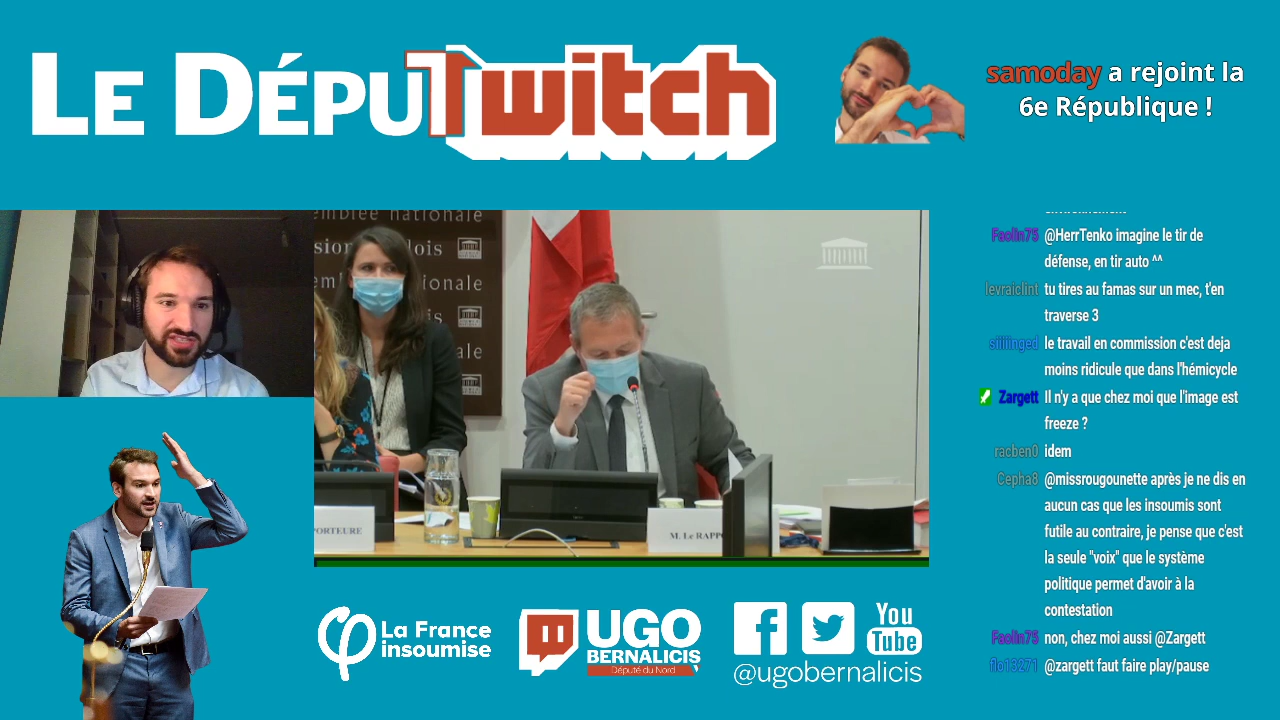 LE DÉPUTwitch
samoday a rejoint la
6e République !
emblée nationale
lois
PORTEURE
M. LE RAPPO
Faolin75 @HerrTenko imagine le tir de
défense, en tir auto ^^
levraiclint tu tires au famas sur un mec, t'en
traverse 3
siiiinged le travail en commission c'est deja
moins ridicule que dans l'hémicycle
Zargett Il n'y a que chez moi que l'image est
freeze ?
racben0 idem
Cepha8 @missrougounette après je ne dis en
aucun cas que les insoumis sont
futile au contraire, je pense que c'est
la seule "voix" que le système
politique permet d'avoir à la
contestation
Faolin75 non, chez moi aussi @Zargett
flo13271 @zargett faut faire play/pause
La France
insoumise
UGO
BERNALICIS
Député du Nord
You
Tube
@ugobernalicis